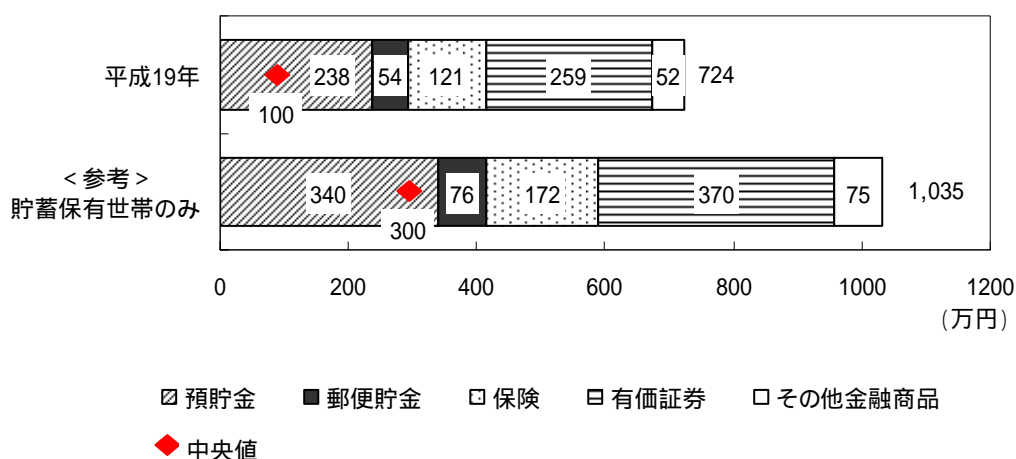 平成19年
238 54 121 259 52 724
100
<参考>
貯蓄保有世帯のみ
340 76 172 370 75 1,035
300
0 200 400 600 800 1000 1200
(万円)
預貯金 郵便貯金 保険 有価証券 その他金融商品
中央値